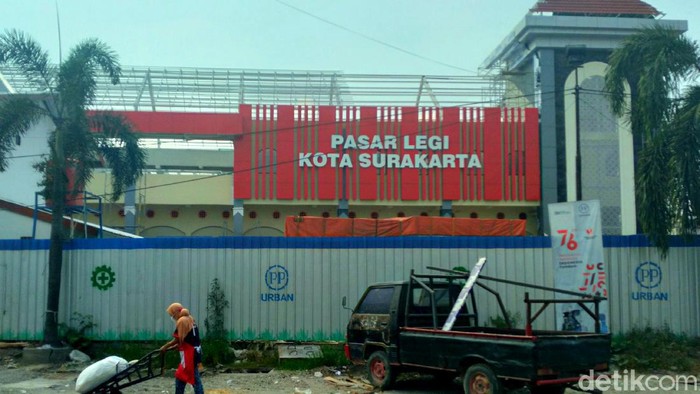 PASAR LEGI
KOTA SURAKARTA
76
PP
URBAN
PP
URBAN
detikcom